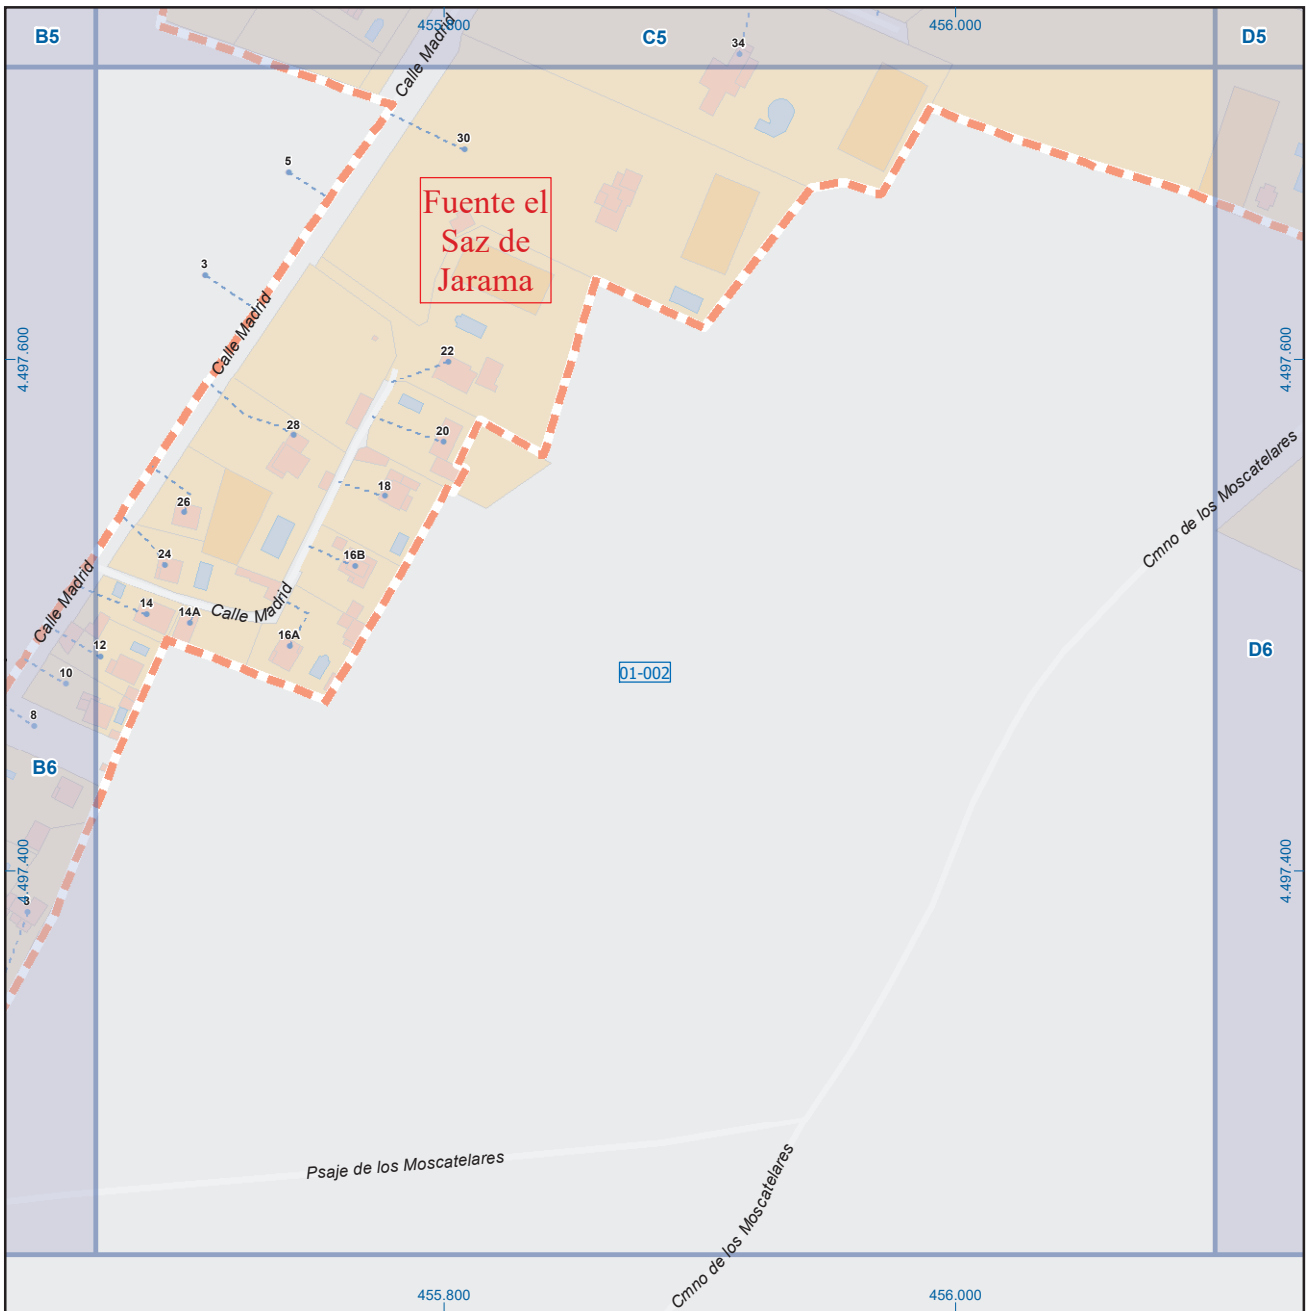 455.800
456.000
B5
C5
D5
34
Calle Madrid
30
5
Fuente el
Saz de
Jarama
3
Calle Madrid
4.497.600
4.497.600
22
28
20
18
26
16B
24
Calle Madrid
14
14A
Calle Madrid
12
16A
10
8
B6
Cmno de los Moscatelares
D6
01-002
4.497.400
4.497.400
8
Psaje de los Moscatelares
Cmno de los Moscatelares
455.800
456.000